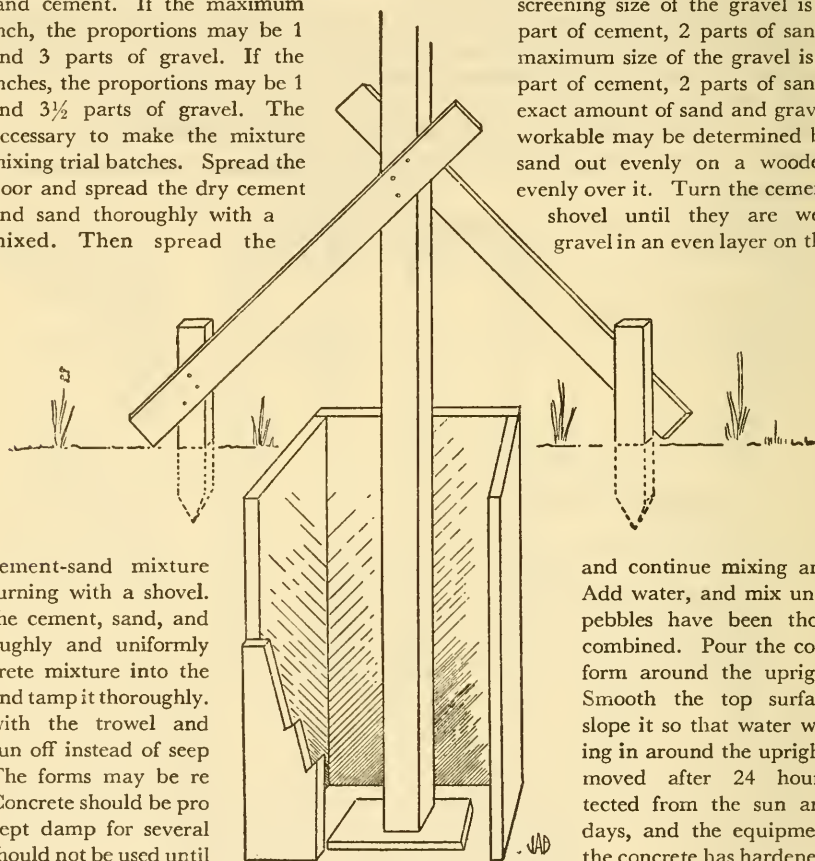 and cement. If the maximum screening size of the gravel is
nch, the proportions may be 1 part of cement, 2 parts of san
nd 3 parts of gravel. If the maximum size of the gravel is
nches, the proportions may be 1 part of cement, 2 parts of san
nd 3½ parts of gravel. The exact amount of sand and grav
ccessary to make the mixture workable may be determined b
nixing trial batches. Spread the sand out evenly on a woode
oor and spread the dry cement evenly over it. Turn the ceme
nd sand thoroughly with a shovel until they are we
nixed. Then spread the gravel in an even layer on th
ement-sand mixture and continue mixing an
urning with a shovel. Add water, and mix un
he cement, sand, and pebbles have been tho
ughly and uniformly combined. Pour the co
rete mixture into the form around the uprig
nd tamp it thoroughly. Smooth the top surfa
with the trowel and slope it so that water w
un off instead of seep ing in around the uprigh
The forms may be re moved after 24 hour
Concrete should be pro tected from the sun an
ept damp for several days, and the equipme
hould not be used until the concrete has hardene
JAD